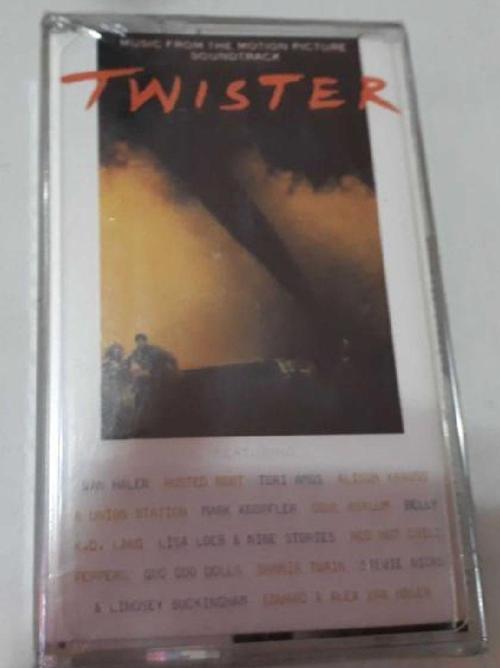 MUSIC FROM THE MOTION PICTURE
SOUNDTRACK
TWISTER
FEATURING
VAN HALEN RUSTED ROOT TORI AMOS ALISON KRAUSS
& UNION STATION MARK KNOPFLER SOUL ASYLUM BELLY
K.D. LANG LISA LOEB & NINE STORIES RED HOT CHILI
PEPPERS GOO GOO DOLLS SHANIA TWAIN STEVIE NICKS
& LINDSEY BUCKINGHAM EDWARD & ALEX VAN HALEN